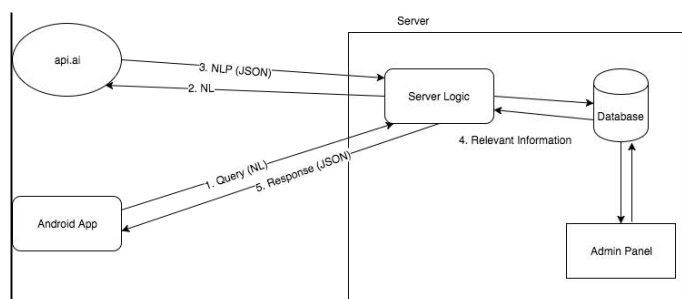 Server
api.ai
3. NLP (JSON)
2. NL
Server Logic
Database
4. Relevant Information
1. Query (NL)
5. Response (JSON)
Android App
Admin Panel